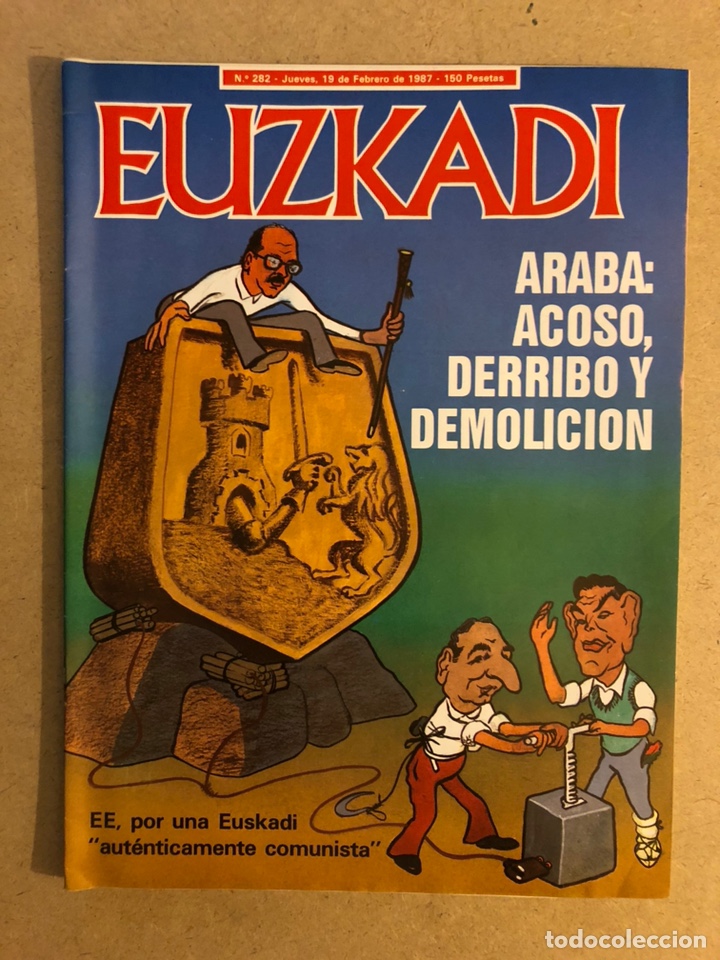 N.º 282 - Jueves, 19 de Febrero de 1987 - 150 Pesetas
EUZKADI
ARABA:
ACOSO,
DERRIBO Y
DEMOLICION
EE, por una Euskadi
"auténticamente comunista"
todocoleccion.net